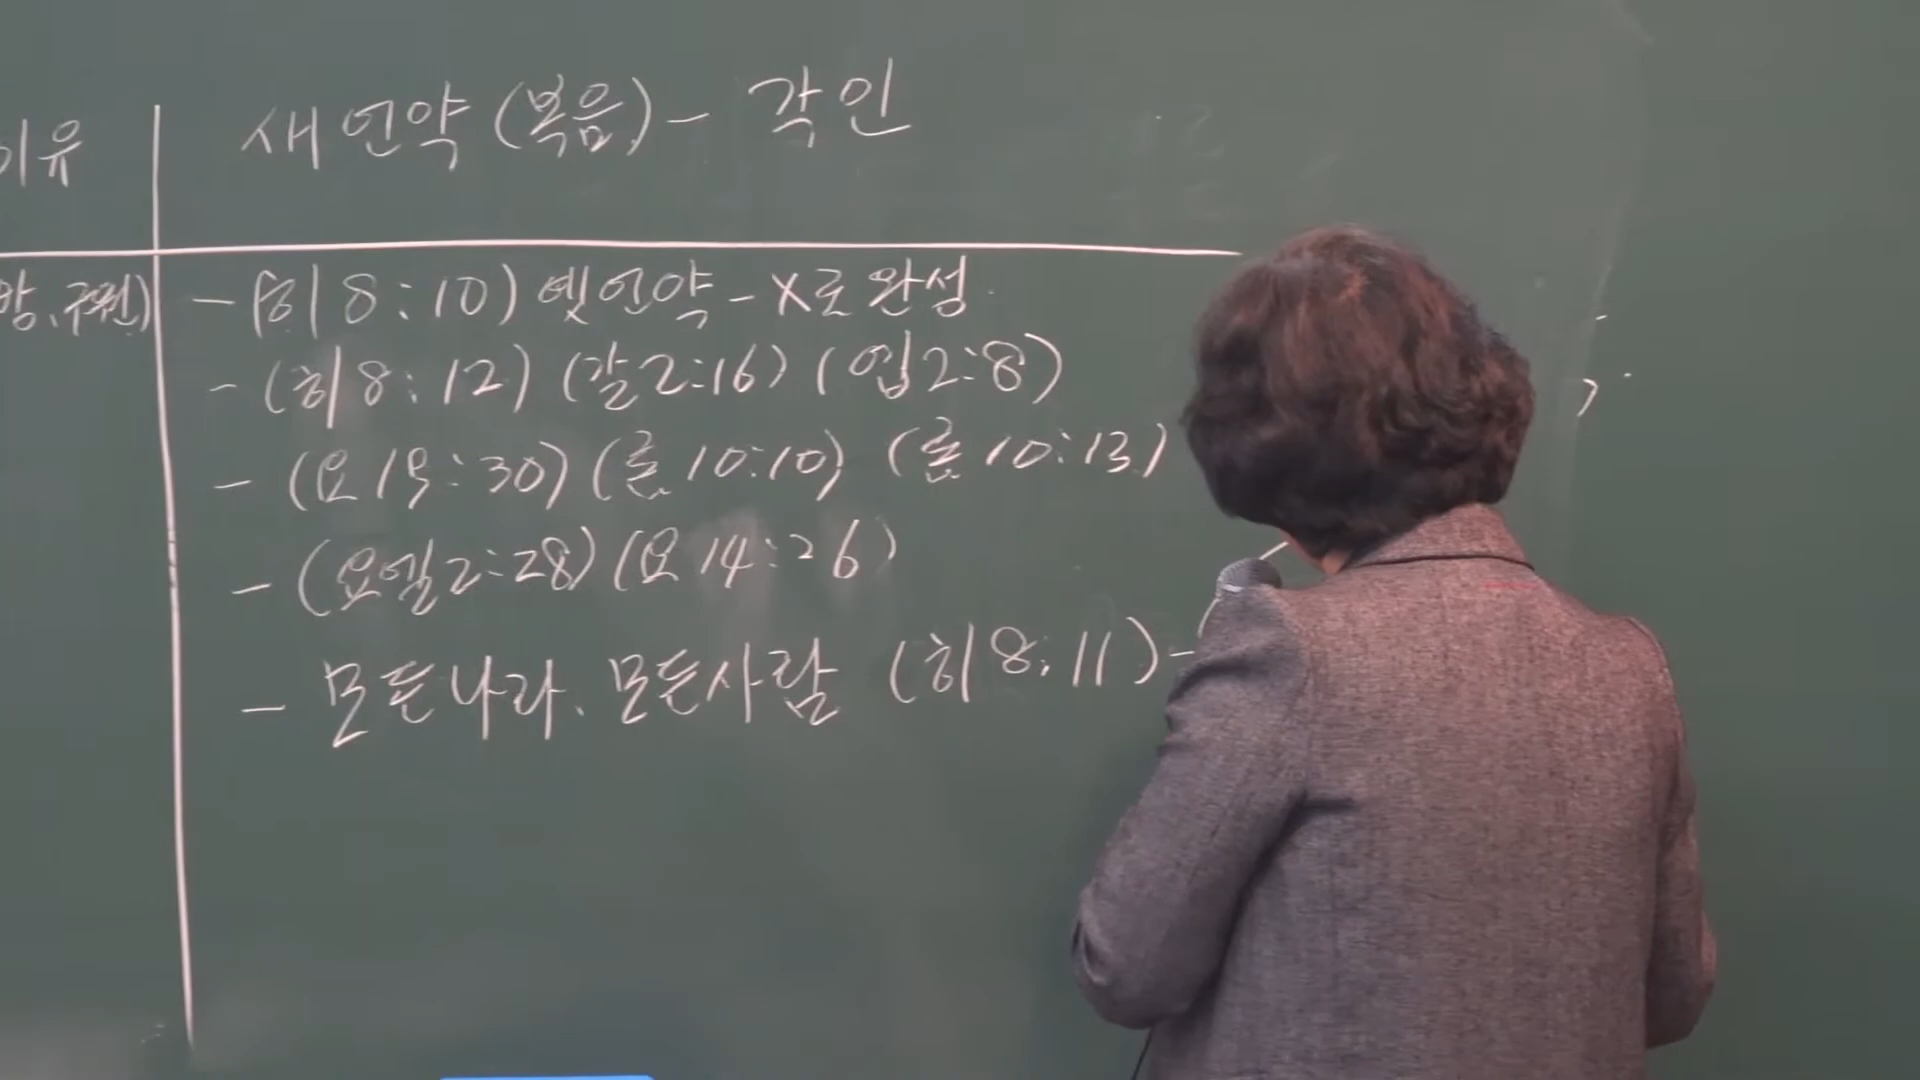 이유
새 언약 (복음) - 각인
구원)
- (히 8:10) 옛언약 - X로 완성
- (히 8:12) (갈 2:16) (엡 2:8)
- (요 19:30) (롬 10:10) (롬 10:13)
- (요엘 2:28) (요 14:26)
- 모든나라、모든사람 (히 8:11) -